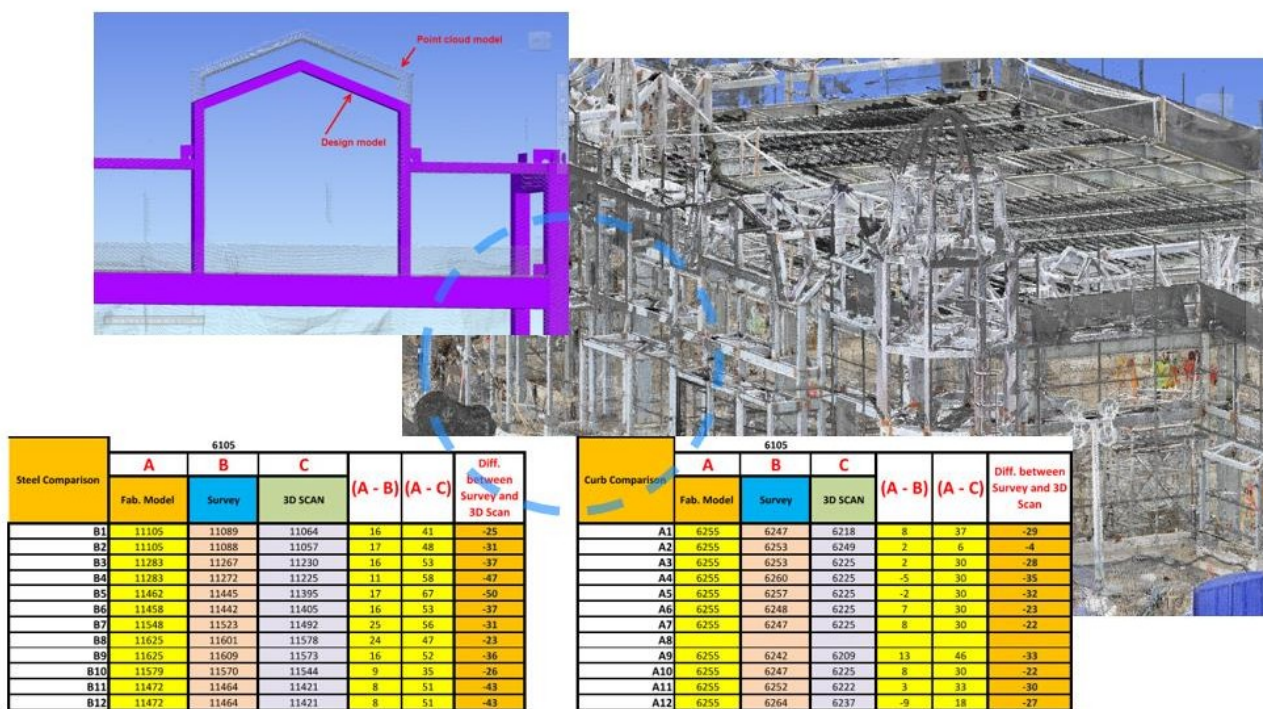 Point cloud model
Design model
6105
Steel Comparison A B C (A - B) (A - C) Diff. between Survey and 3D Scan
Fab. Model Survey 3D SCAN
B1 11105 11089 11064 16 41 -25
B2 11105 11088 11057 17 48 -31
B3 11283 11267 11230 16 53 -37
B4 11283 11272 11225 11 58 -47
B5 11462 11445 11395 17 67 -50
B6 11458 11442 11405 16 53 -37
B7 11548 11523 11492 25 56 -31
B8 11625 11601 11578 24 47 -23
B9 11625 11609 11573 16 52 -36
B10 11579 11570 11544 9 35 -26
B11 11472 11464 11421 8 51 -43
B12 11472 11464 11421 8 51 -43
6105
Curb Comparison A B C (A - B) (A - C) Diff. between Survey and 3D Scan
Fab. Model Survey 3D SCAN
A1 6255 6247 6218 8 37 -29
A2 6255 6253 6249 2 6 -4
A3 6255 6253 6225 2 30 -28
A4 6255 6260 6225 -5 30 -35
A5 6255 6257 6225 -2 30 -32
A6 6255 6248 6225 7 30 -23
A7 6255 6247 6225 8 30 -22
A8
A9 6255 6242 6209 13 46 -33
A10 6255 6247 6225 8 30 -22
A11 6255 6252 6222 3 33 -30
A12 6255 6264 6237 -9 18 -27